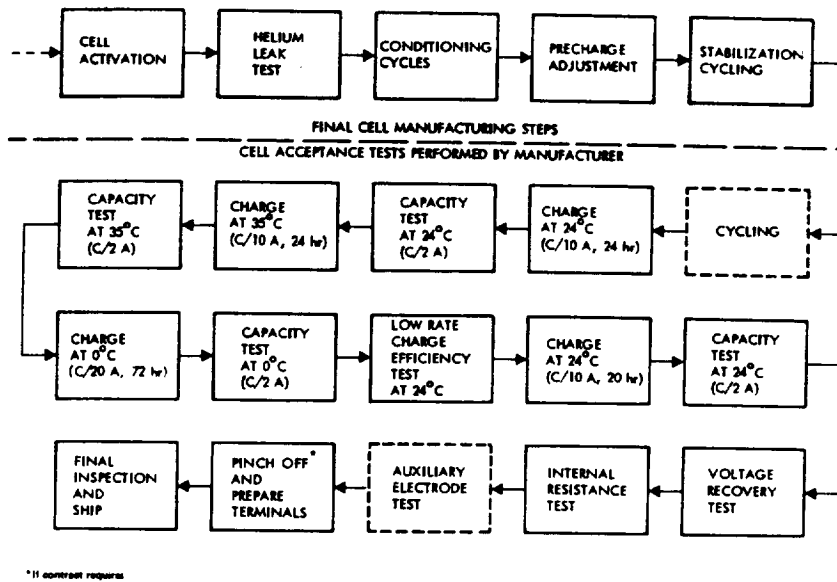 CELL
ACTIVATION
HELIUM
LEAK
TEST
CONDITIONING
CYCLES
PRECHARGE
ADJUSTMENT
STABILIZATION
CYCLING
FINAL CELL MANUFACTURING STEPS
CELL ACCEPTANCE TESTS PERFORMED BY MANUFACTURER
CAPACITY
TEST
AT 35°C
(C/2 A)
CHARGE
AT 35°C
(C/10 A, 24 hr)
CAPACITY
TEST
AT 24°C
(C/2 A)
CHARGE
AT 24°C
(C/10 A, 24 hr)
CYCLING
CHARGE
AT 0°C
(C/20 A, 72 hr)
CAPACITY
TEST
AT 0°C
(C/2 A)
LOW RATE
CHARGE
EFFICIENCY
TEST
AT 24°C
CHARGE
AT 24°C
(C/10 A, 20 hr)
CAPACITY
TEST
AT 24°C
(C/2 A)
FINAL
INSPECTION
AND
SHIP
PINCH OFF*
AND
PREPARE
TERMINALS
AUXILIARY
ELECTRODE
TEST
INTERNAL
RESISTANCE
TEST
VOLTAGE
RECOVERY
TEST
*If contract requires